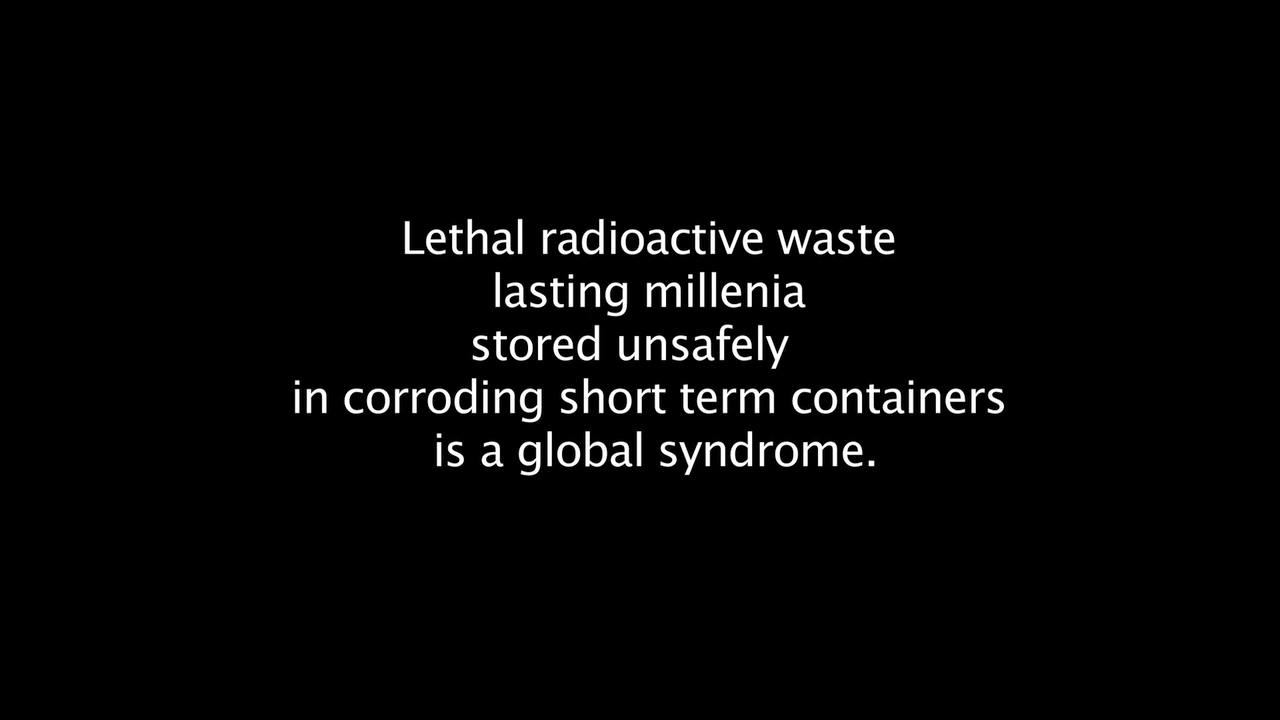 Lethal radioactive waste
lasting millenia
stored unsafely
in corroding short term containers
is a global syndrome.